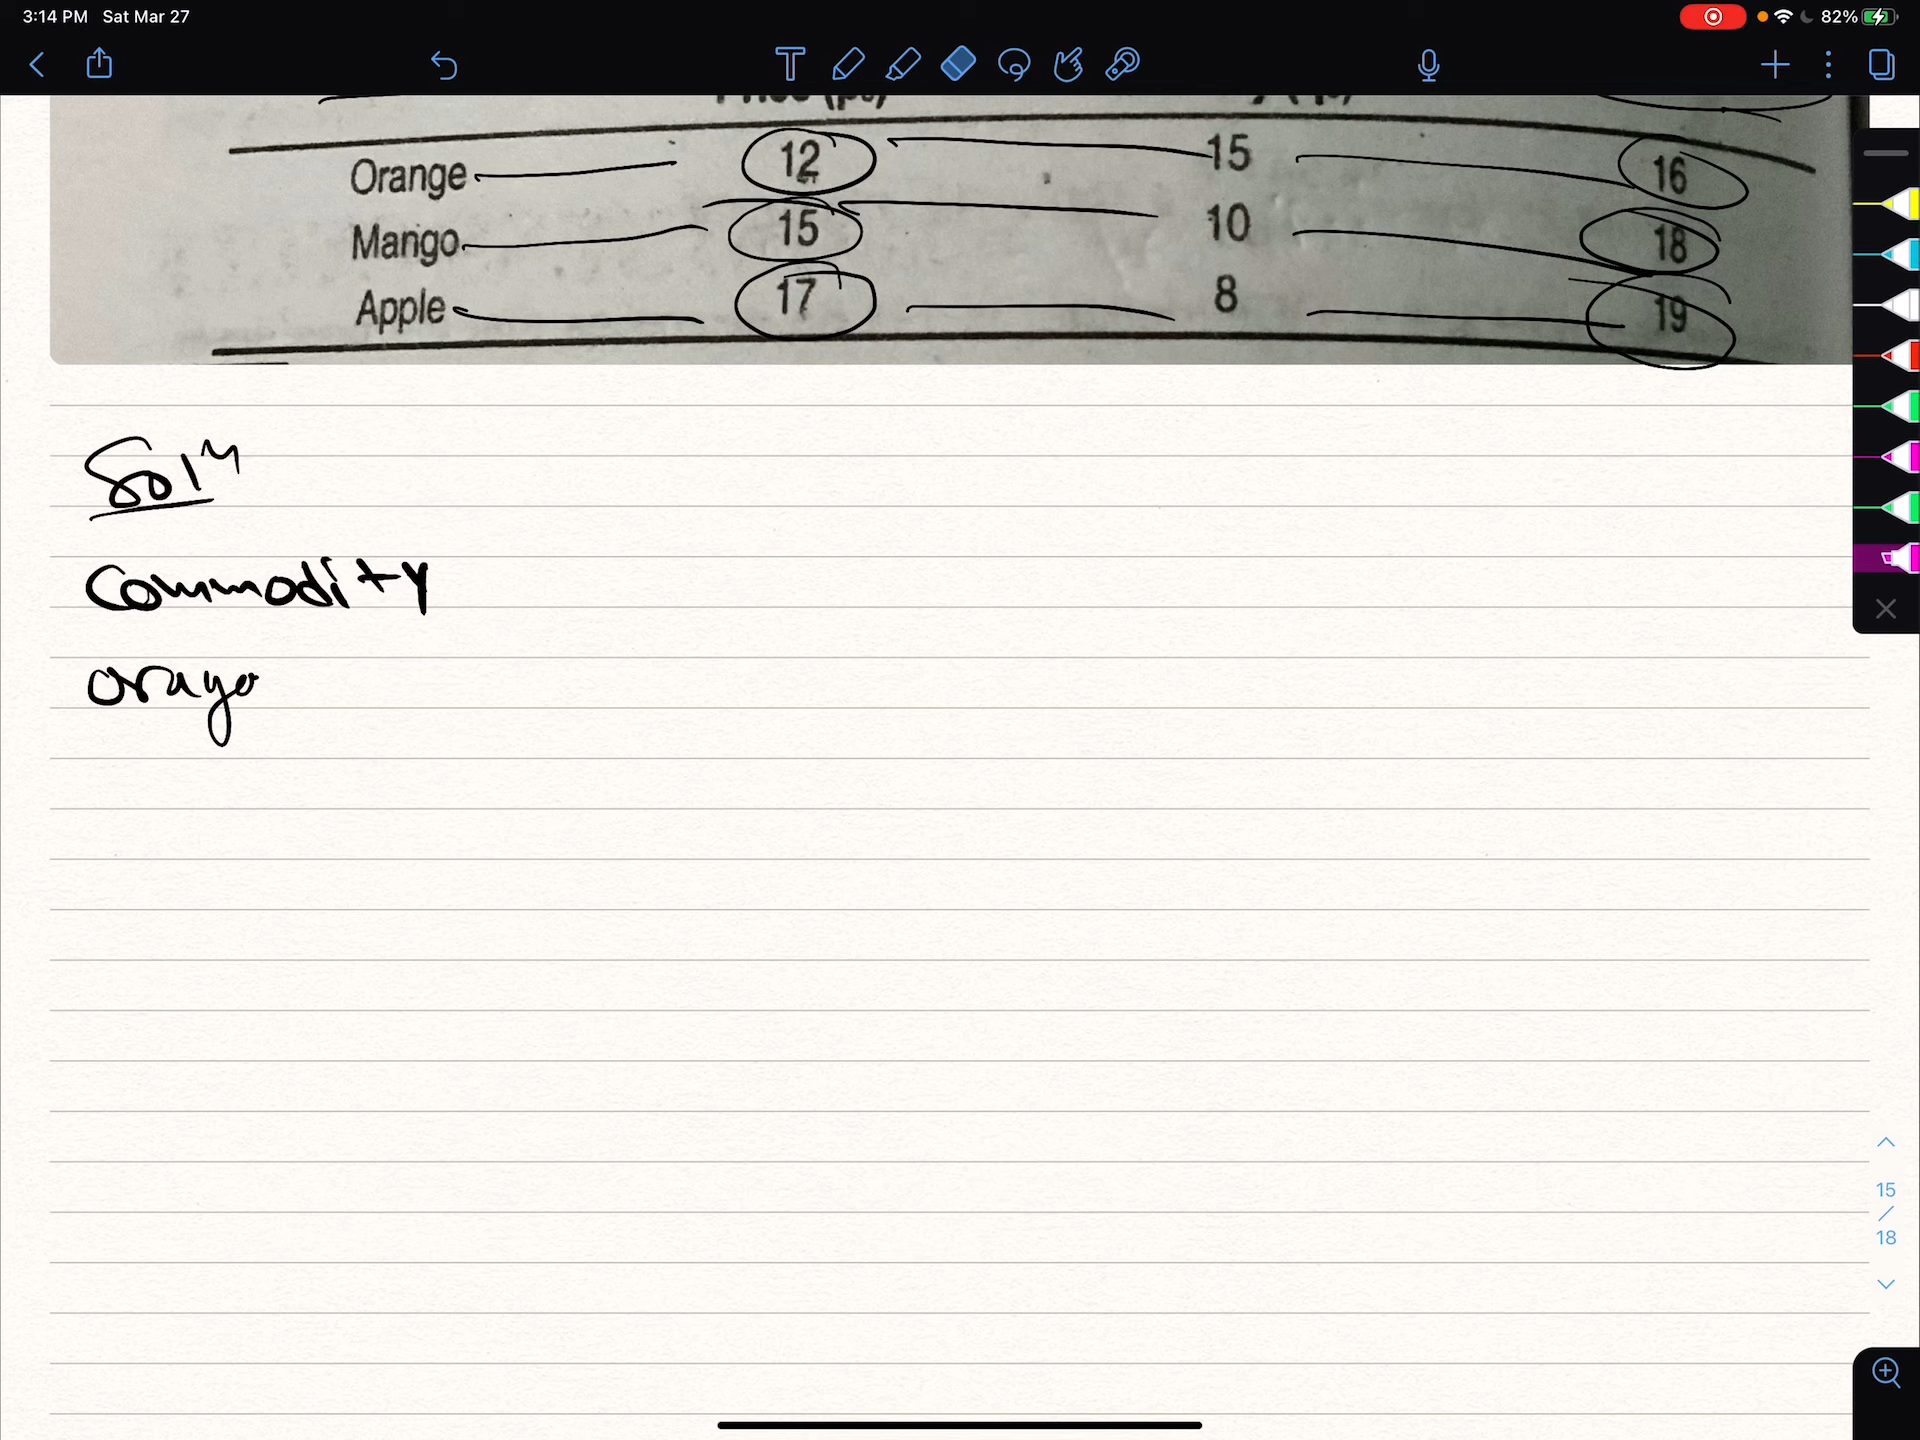 3:14 PM Sat Mar 27
82%
Orange 12 15 16
Mango 15 10 18
Apple 17 8 19
Soln
Commodity
orange
15
/
18